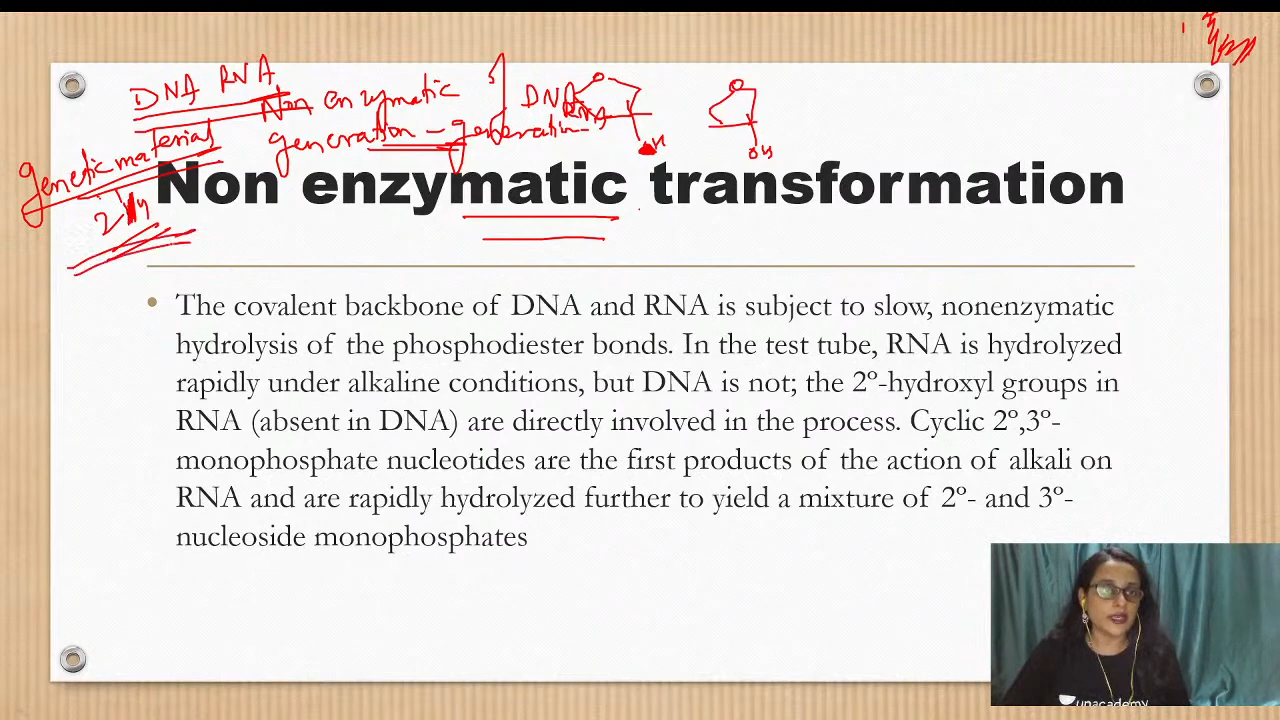 DNA RNA
Non enzymatic
generation - generation
DNA
RNA
OH
genetic material
Non enzymatic transformation
• The covalent backbone of DNA and RNA is subject to slow, nonenzymatic
hydrolysis of the phosphodiester bonds. In the test tube, RNA is hydrolyzed
rapidly under alkaline conditions, but DNA is not; the 2º-hydroxyl groups in
RNA (absent in DNA) are directly involved in the process. Cyclic 2º,3º-
monophosphate nucleotides are the first products of the action of alkali on
RNA and are rapidly hydrolyzed further to yield a mixture of 2º- and 3º-
nucleoside monophosphates
unacademy